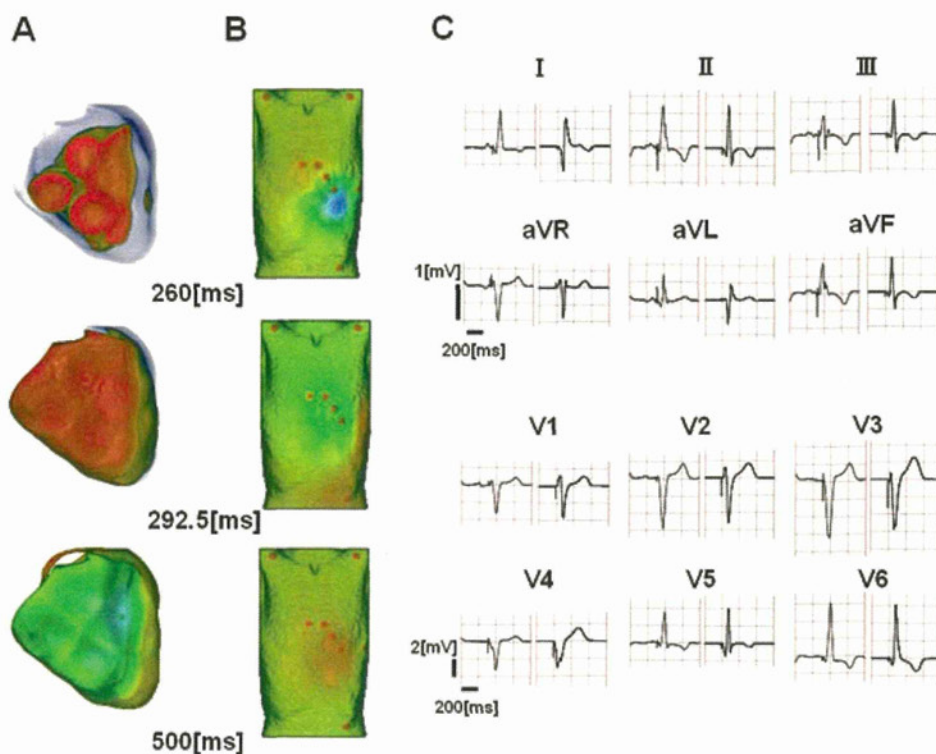 A
B
C
260[ms]
292.5[ms]
500[ms]
I II III
aVR aVL aVF
1[mV]
200[ms]
V1 V2 V3
V4 V5 V6
2[mV]
200[ms]